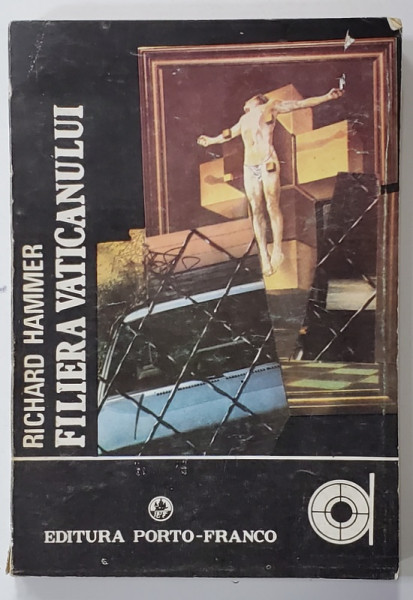 RICHARD HAMMER
FILIERA VATICANULUI
EDITURA PORTO-FRANCO